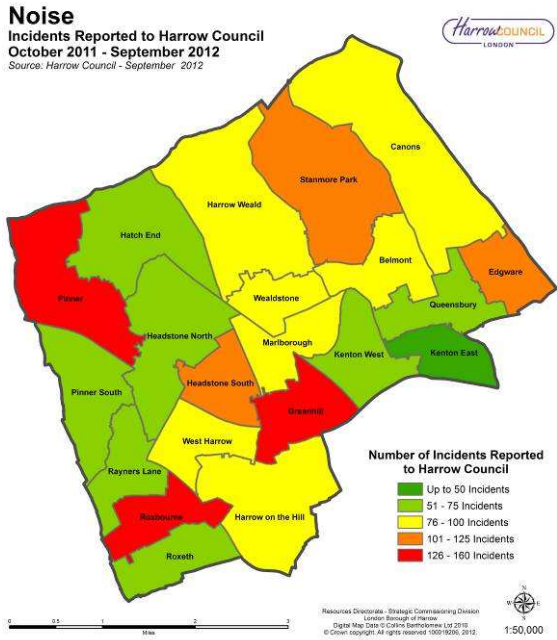 Noise
Incidents Reported to Harrow Council
October 2011 - September 2012
Source: Harrow Council - September 2012
HarrowCOUNCIL
LONDON
Canons
Stanmore Park
Harrow Weald
Hatch End
Belmont
Edgware
Pinner
Wealdstone
Queensbury
Headstone North
Marlborough
Kenton West
Kenton East
Headstone South
Pinner South
Greenhill
West Harrow
Rayners Lane
Roxbourne
Harrow on the Hill
Roxeth
Number of Incidents Reported
to Harrow Council
Up to 50 Incidents
51 - 75 Incidents
76 - 100 Incidents
101 - 125 Incidents
126 - 160 Incidents
0 0.5 1 2 3
Miles
Resources Directorate - Strategic Commissioning Division
London Borough of Harrow
Digital Map Data © Collins Bartholomew Ltd 2010
© Crown copyright. All rights reserved 100019206, 2012.
N
W E
S
1:50,000